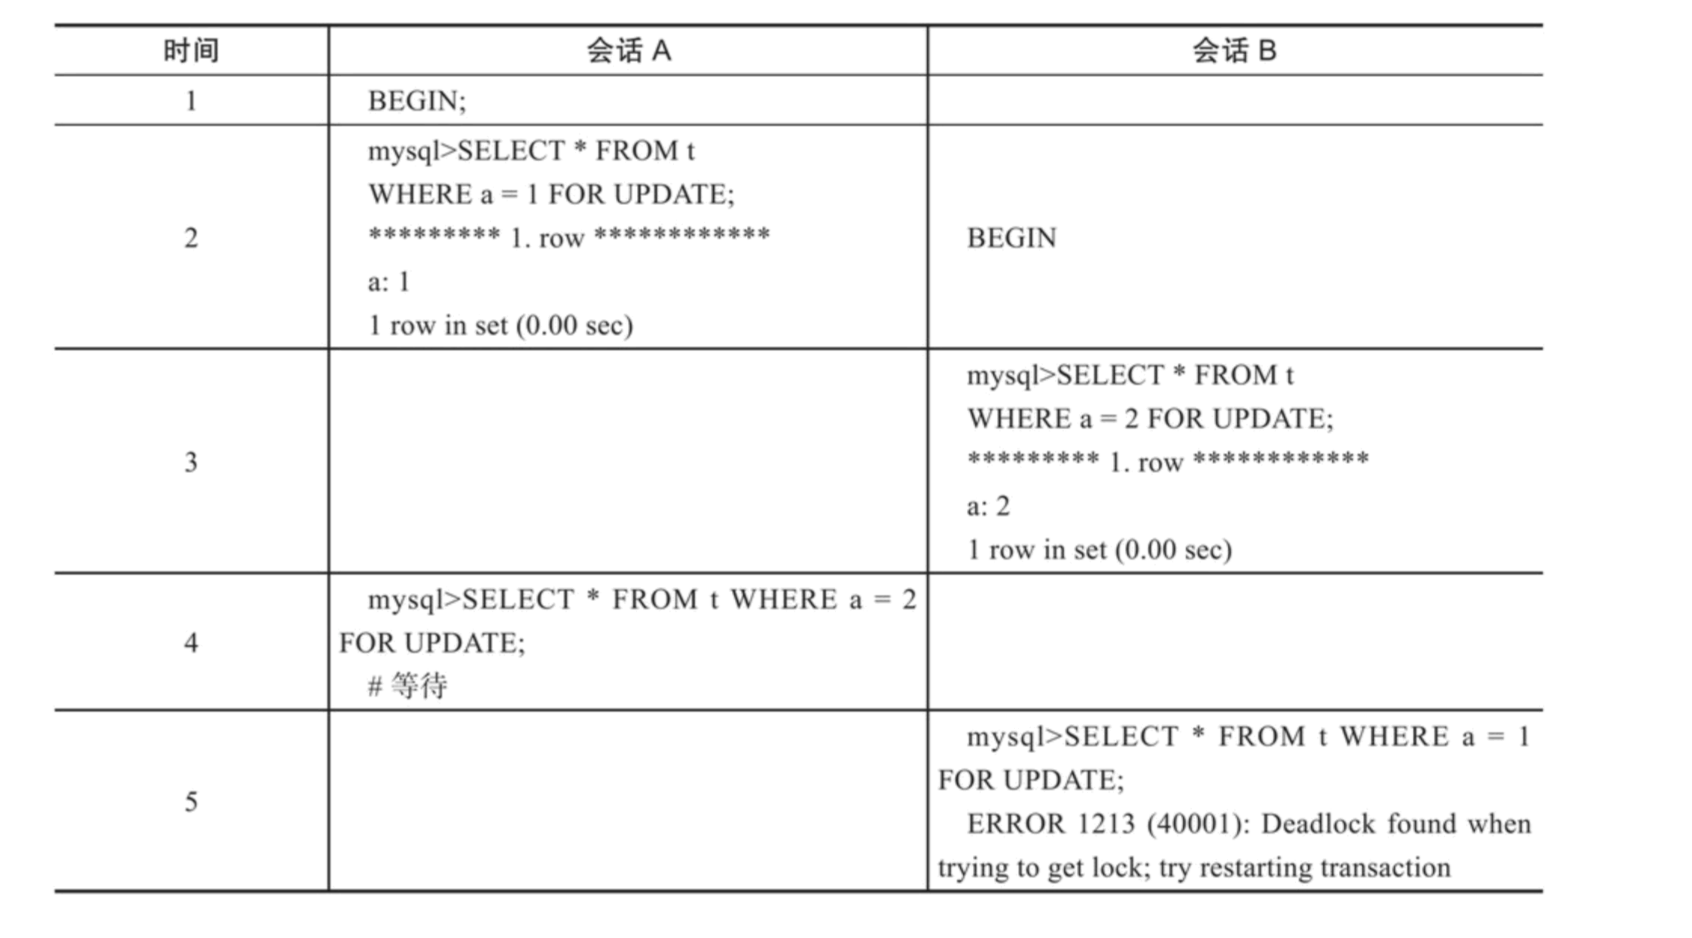 时间 会话 A 会话 B
1 BEGIN;
2
mysql>SELECT * FROM t
WHERE a = 1 FOR UPDATE;
********* 1. row ************
a: 1
1 row in set (0.00 sec)
BEGIN
3
mysql>SELECT * FROM t
WHERE a = 2 FOR UPDATE;
********* 1. row ************
a: 2
1 row in set (0.00 sec)
4
mysql>SELECT * FROM t WHERE a = 2
FOR UPDATE;
# 等待
5
mysql>SELECT * FROM t WHERE a = 1
FOR UPDATE;
ERROR 1213 (40001): Deadlock found when
trying to get lock; try restarting transaction